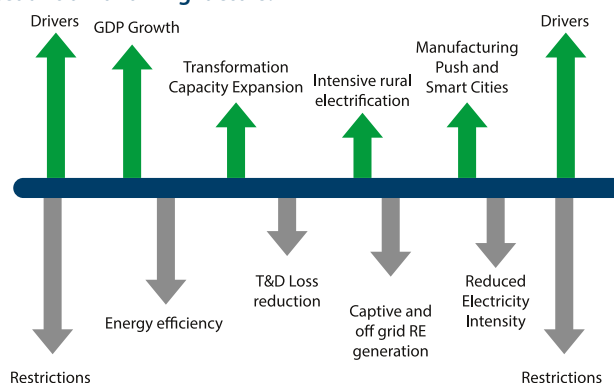 Drivers
GDP Growth
Transformation
Capacity Expansion
Intensive rural
electrification
Manufacturing
Push and
Smart Cities
Drivers
Energy efficiency
T&D Loss
reduction
Captive and
off grid RE
generation
Reduced
Electricity
Intensity
Restrictions
Restrictions